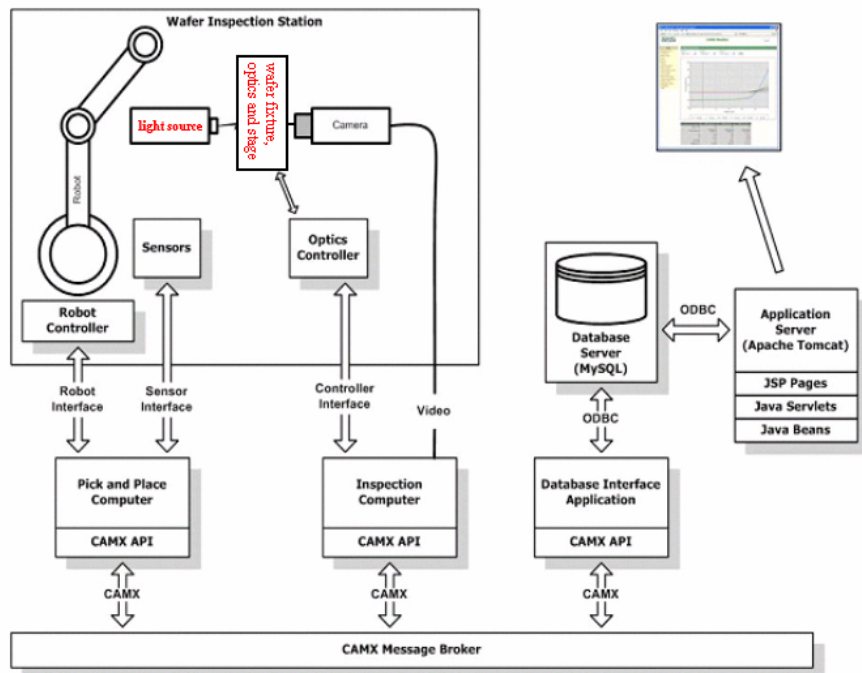 Wafer Inspection Station
wafer fixture,
optics and stage
light source
Camera
Robot
Sensors
Optics
Controller
Robot
Controller
Database
Server
(MySQL)
ODBC
Application
Server
(Apache Tomcat)
JSP Pages
Java Servlets
Java Beans
Robot
Interface
Sensor
Interface
Controller
Interface
Video
ODBC
Pick and Place
Computer
CAMX API
Inspection
Computer
CAMX API
Database Interface
Application
CAMX API
CAMX
CAMX
CAMX
CAMX Message Broker